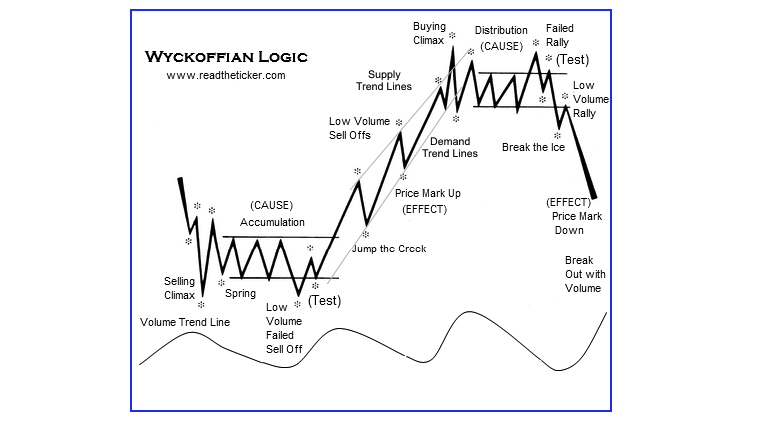 WYCKOFFIAN LOGIC
www.readtheticker.com
Buying
Climax
Distribution
(CAUSE)
Failed
Rally
(Test)
Supply
Trend Lines
Low
Volume
Rally
Low Volume
Sell Offs
Demand
Trend Lines
Break the Ice
Price Mark Up
(EFFECT)
(EFFECT)
Price Mark
Down
(CAUSE)
Accumulation
Jump the Creek
Break
Out with
Volume
Selling
Climax
Spring
(Test)
Low
Volume
Failed
Sell Off
Volume Trend Line